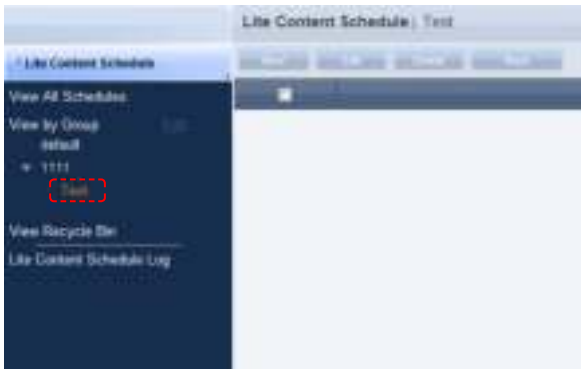 Lite Content Schedule | Test
Lite Content Schedule
View All Schedules
View by Group
default
1111
Test
View Recycle Bin
Lite Content Schedule Log